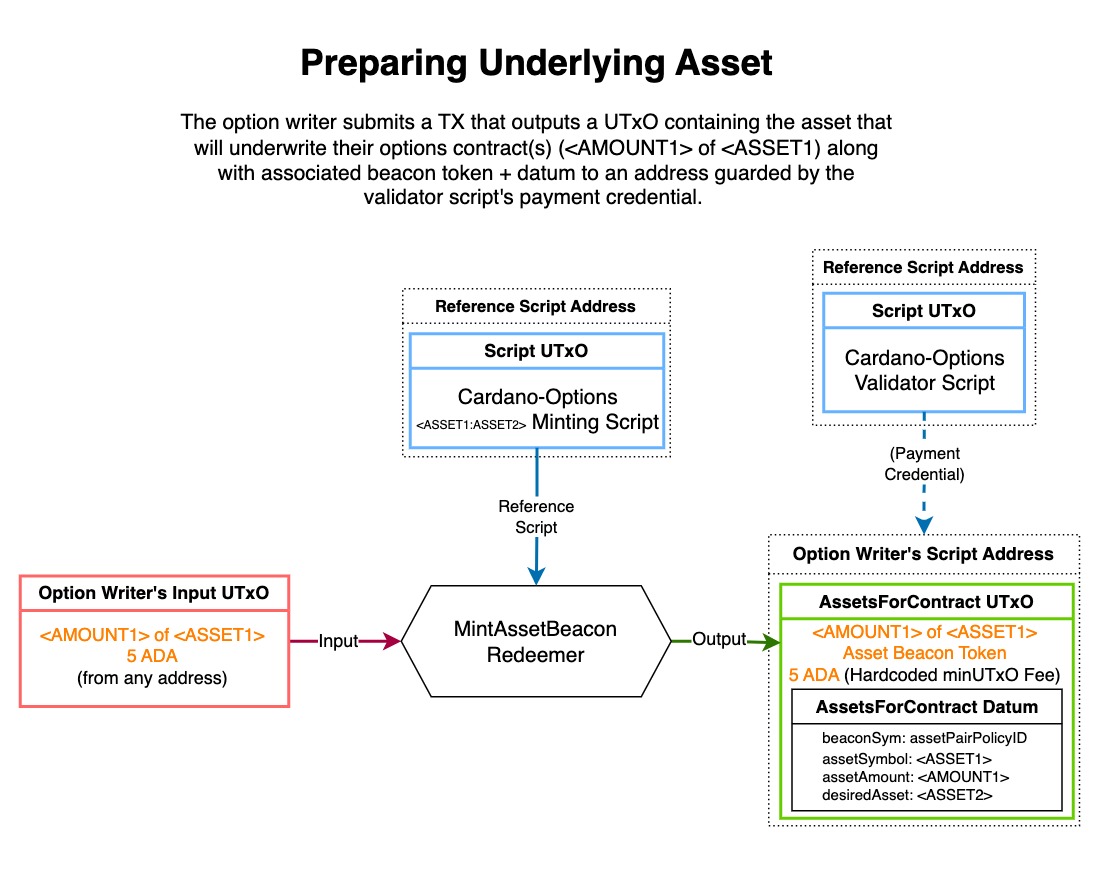 Preparing Underlying Asset
The option writer submits a TX that outputs a UTxO containing the asset that
will underwrite their options contract(s) (<AMOUNT1> of <ASSET1) along
with associated beacon token + datum to an address guarded by the
validator script's payment credential.
Reference Script Address
Script UTxO
Cardano-Options
Validator Script
(Payment
Credential)
Reference Script Address
Script UTxO
Cardano-Options
<ASSET1:ASSET2> Minting Script
Reference
Script
Option Writer's Input UTxO
<AMOUNT1> of <ASSET1>
5 ADA
(from any address)
Input
MintAssetBeacon
Redeemer
Output
Option Writer's Script Address
AssetsForContract UTxO
<AMOUNT1> of <ASSET1>
Asset Beacon Token
5 ADA (Hardcoded minUTxO Fee)
AssetsForContract Datum
beaconSym: assetPairPolicyID
assetSymbol: <ASSET1>
assetAmount: <AMOUNT1>
desiredAsset: <ASSET2>